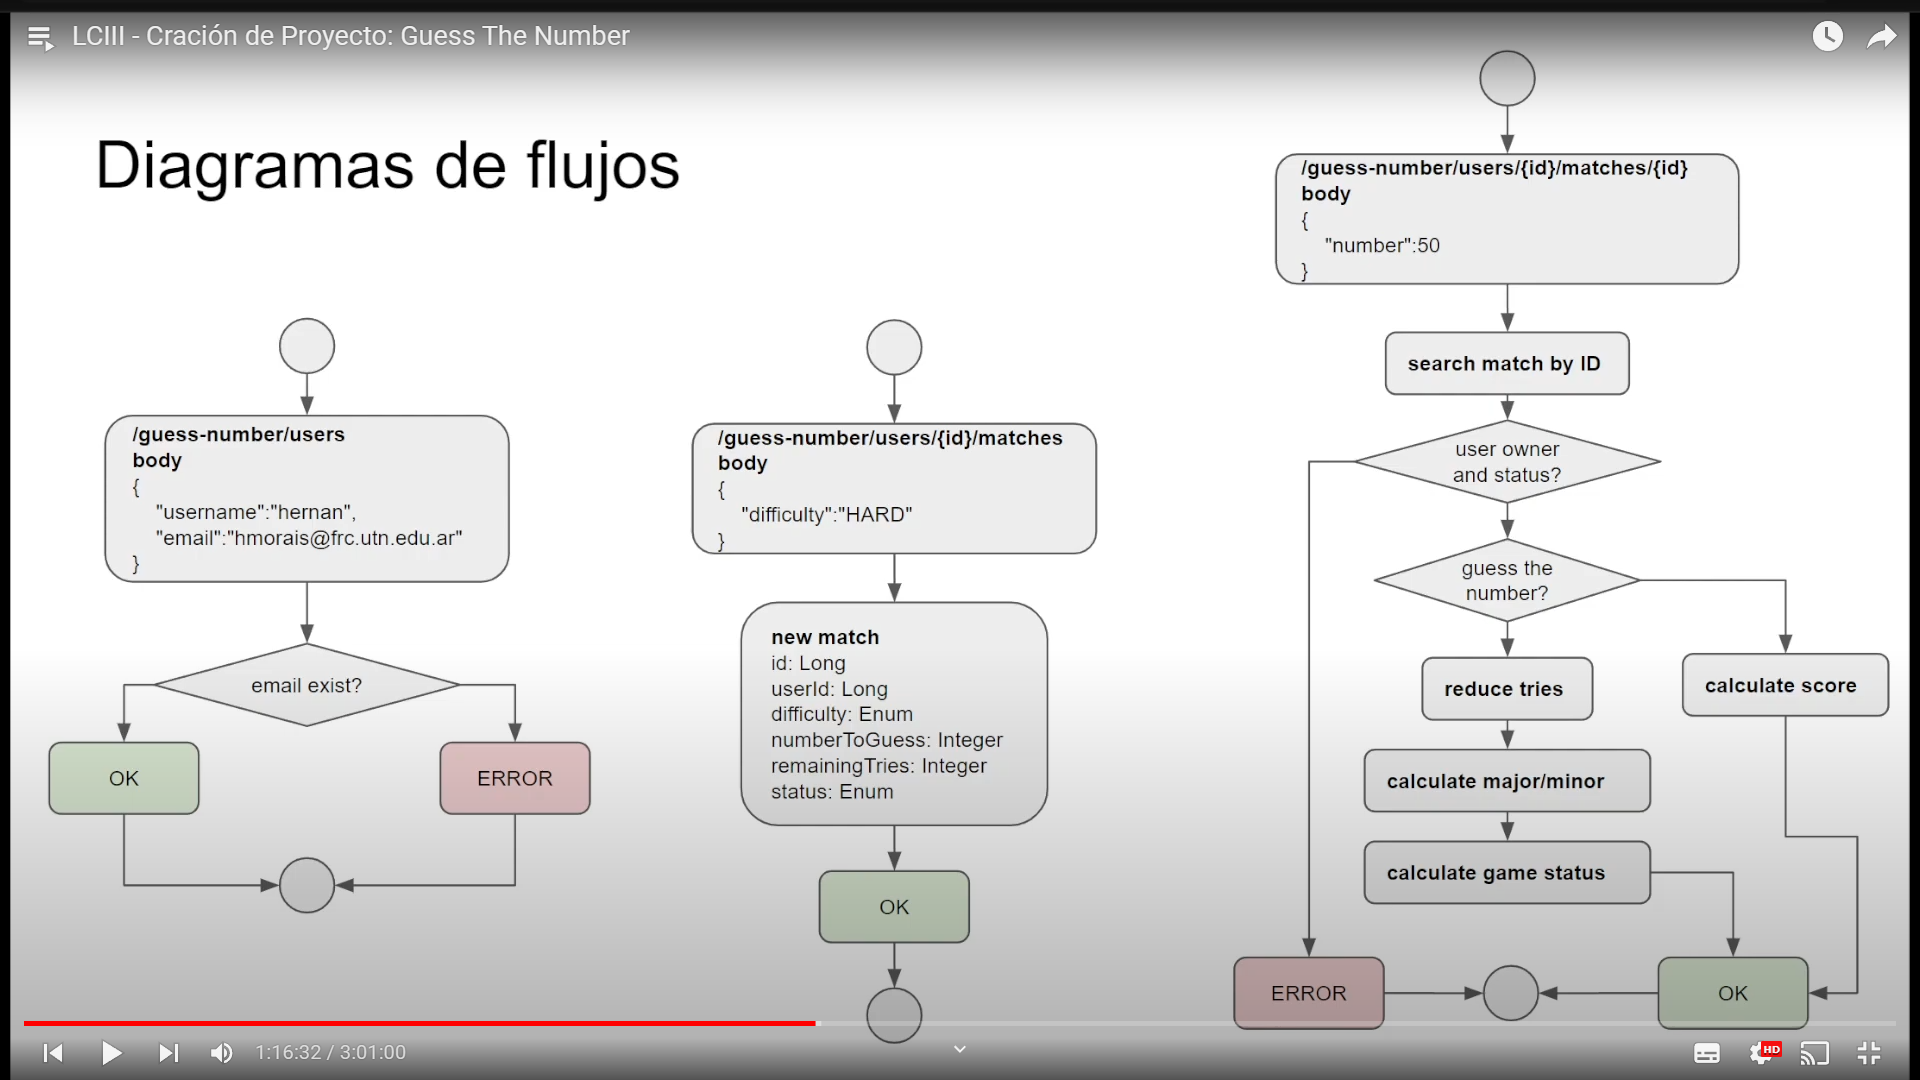 LCIII - Cración de Proyecto: Guess The Number
Diagramas de flujos
/guess-number/users
body
{
"username":"hernan",
"email":"hmorais@frc.utn.edu.ar"
}
email exist?
OK
ERROR
/guess-number/users/{id}/matches
body
{
"difficulty":"HARD"
}
new match
id: Long
userId: Long
difficulty: Enum
numberToGuess: Integer
remainingTries: Integer
status: Enum
OK
/guess-number/users/{id}/matches/{id}
body
{
"number":50
}
search match by ID
user owner
and status?
guess the
number?
reduce tries
calculate score
calculate major/minor
calculate game status
ERROR
OK
1:16:32 / 3:01:00
HD